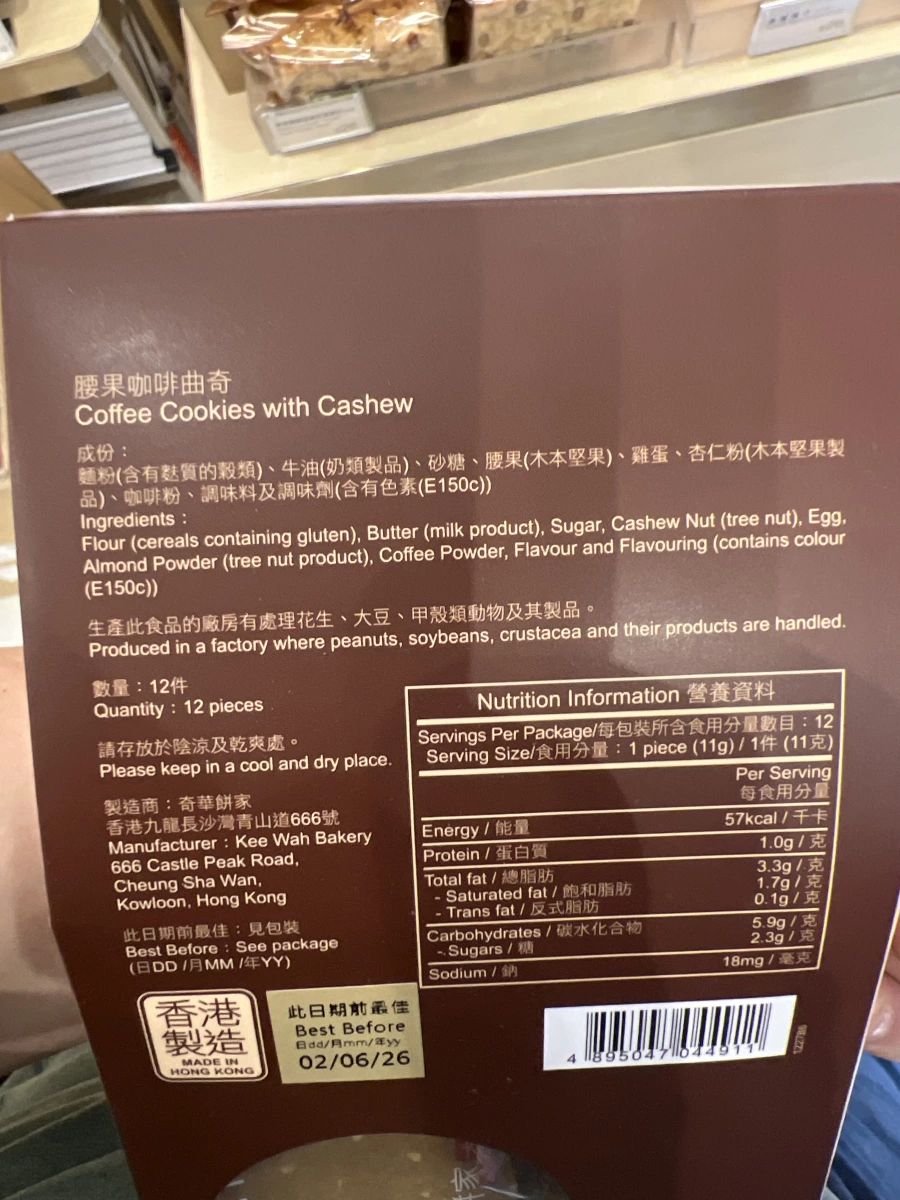 腰果咖啡曲奇
Coffee Cookies with Cashew
成份：
麵粉(含有麩質的穀類)、牛油(奶類製品)、砂糖、腰果(木本堅果)、雞蛋、杏仁粉(木本堅果製
品)、咖啡粉、調味料及調味劑(含有色素(E150c))
Ingredients :
Flour (cereals containing gluten), Butter (milk product), Sugar, Cashew Nut (tree nut), Egg,
Almond Powder (tree nut product), Coffee Powder, Flavour and Flavouring (contains colour
(E150c))
生產此食品的廠房有處理花生、大豆、甲殼類動物及其製品。
Produced in a factory where peanuts, soybeans, crustacea and their products are handled.
數量：12件
Quantity : 12 pieces
請存放於陰涼及乾爽處。
Please keep in a cool and dry place.
製造商：奇華餅家
香港九龍長沙灣青山道666號
Manufacturer : Kee Wah Bakery
666 Castle Peak Road,
Cheung Sha Wan,
Kowloon, Hong Kong
此日期前最佳：見包裝
Best Before : See package
(日DD /月MM /年YY)
Nutrition Information 營養資料
Servings Per Package/每包裝所含食用分量數目：12
Serving Size/食用分量：1 piece (11g) / 1件 (11克)
Per Serving
每食用分量
Energy / 能量 57kcal / 千卡
Protein / 蛋白質 1.0g / 克
Total fat / 總脂肪 3.3g / 克
- Saturated fat / 飽和脂肪 1.7g / 克
- Trans fat / 反式脂肪 0.1g / 克
Carbohydrates / 碳水化合物 5.9g / 克
- Sugars / 糖 2.3g / 克
Sodium / 鈉 18mg / 毫克
香港
製造
MADE IN
HONG KONG
此日期前最佳
Best Before
日dd/月mm/年yy
02/06/26
4 895047 044911
122786
家